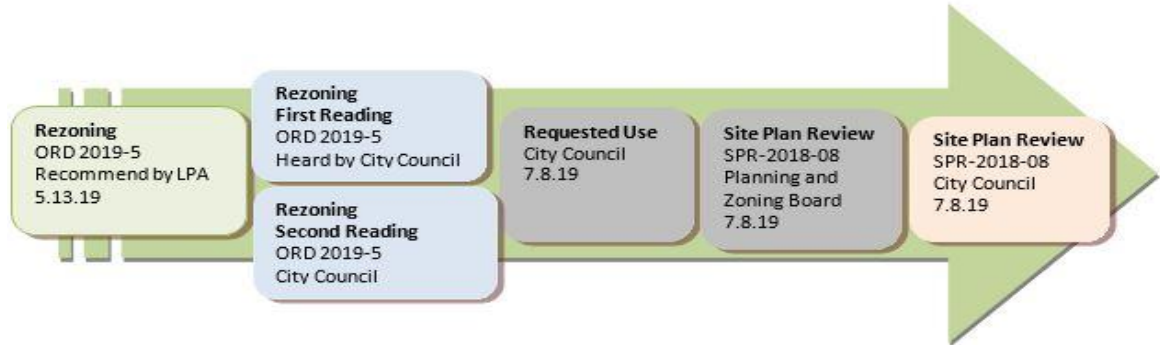 Rezoning
ORD 2019-5
Recommend by LPA
5.13.19
Rezoning
First Reading
ORD 2019-5
Heard by City Council
Rezoning
Second Reading
ORD 2019-5
City Council
Requested Use
City Council
7.8.19
Site Plan Review
SPR-2018-08
Planning and
Zoning Board
7.8.19
Site Plan Review
SPR-2018-08
City Council
7.8.19